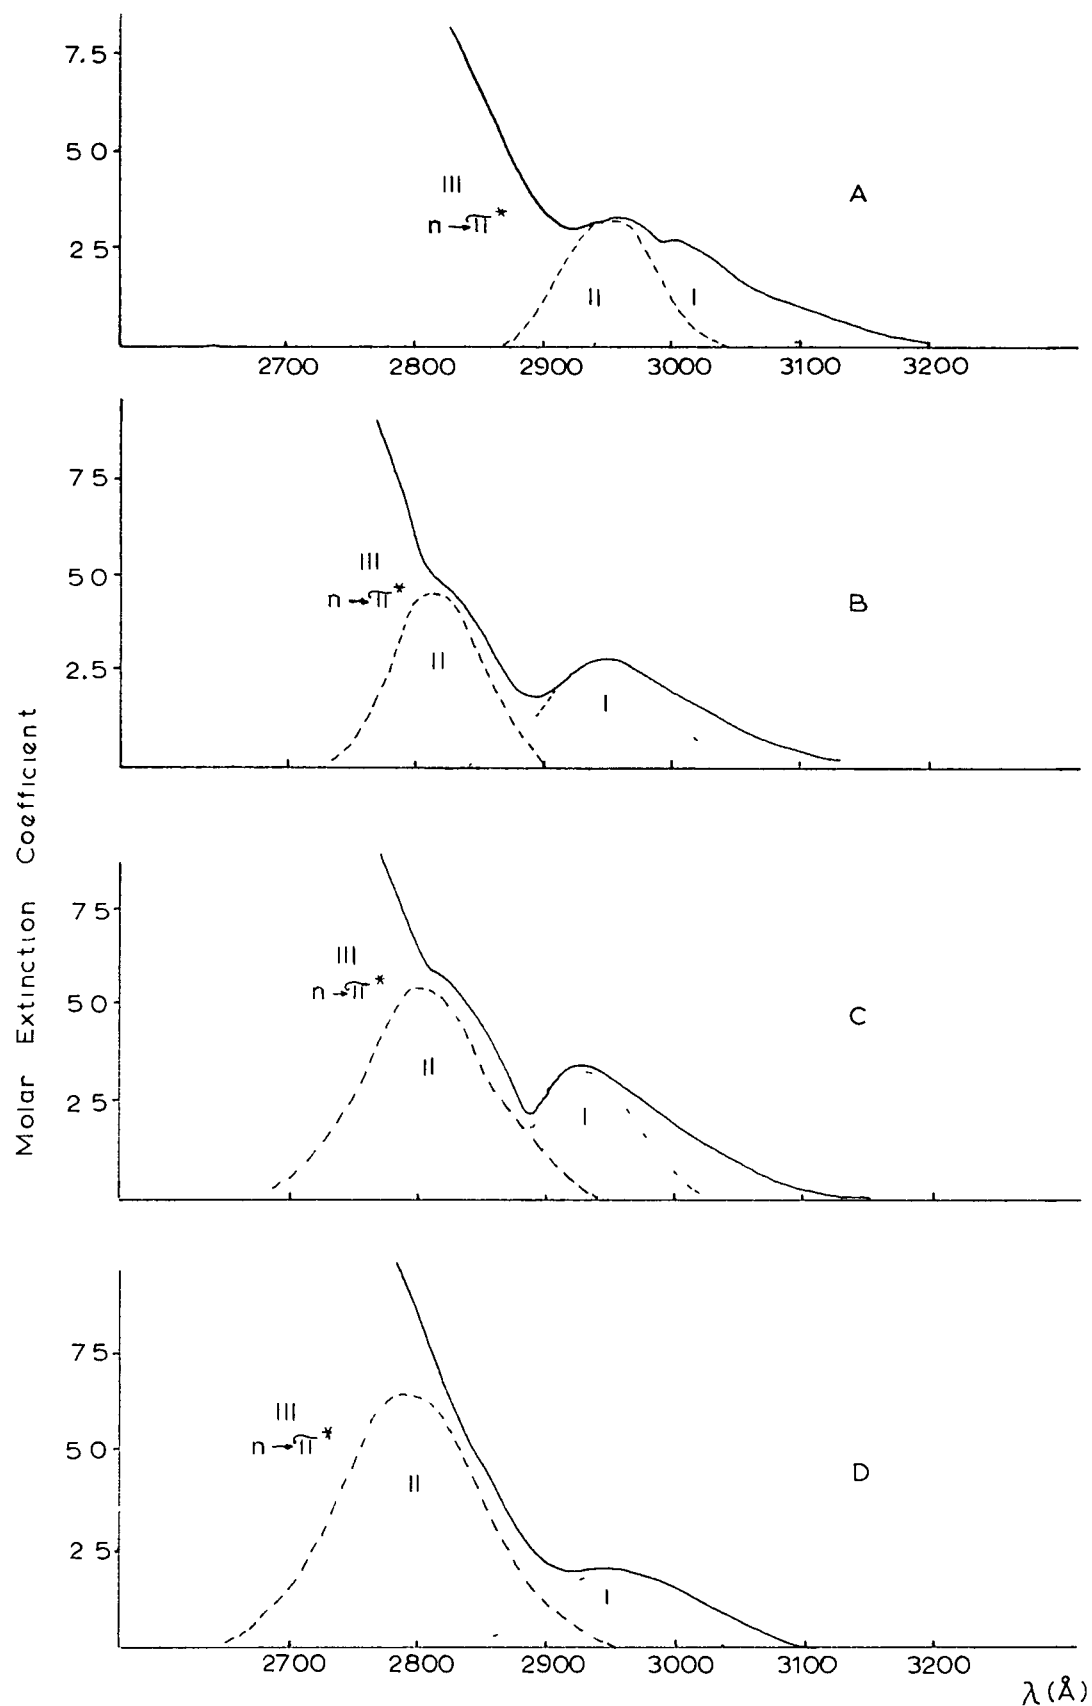 7.5
5 0
2 5
III
n→π*
A
II
I
2700 2800 2900 3000 3100 3200
7 5
5 0
2.5
III
n→π*
B
II
I
Molar Extinction Coefficient
7 5
5 0
2 5
III
n→π*
C
II
I
7 5
5 0
2 5
III
n→π*
D
II
I
2700 2800 2900 3000 3100 3200
λ (Å)